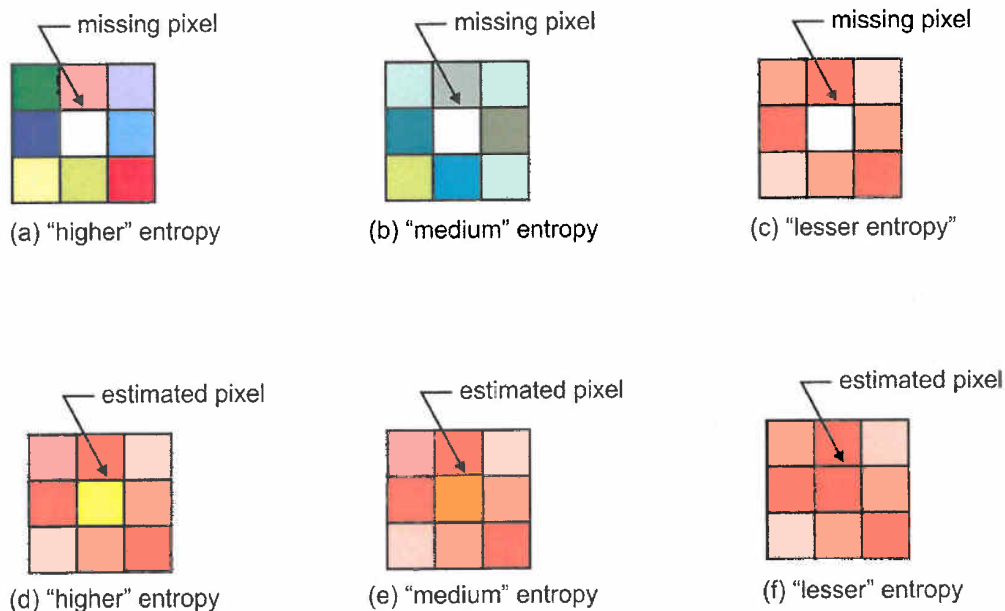 missing pixel
missing pixel
missing pixel
(a) “higher” entropy
(b) “medium” entropy
(c) “lesser entropy”
estimated pixel
estimated pixel
estimated pixel
(d) “higher” entropy
(e) “medium” entropy
(f) “lesser” entropy